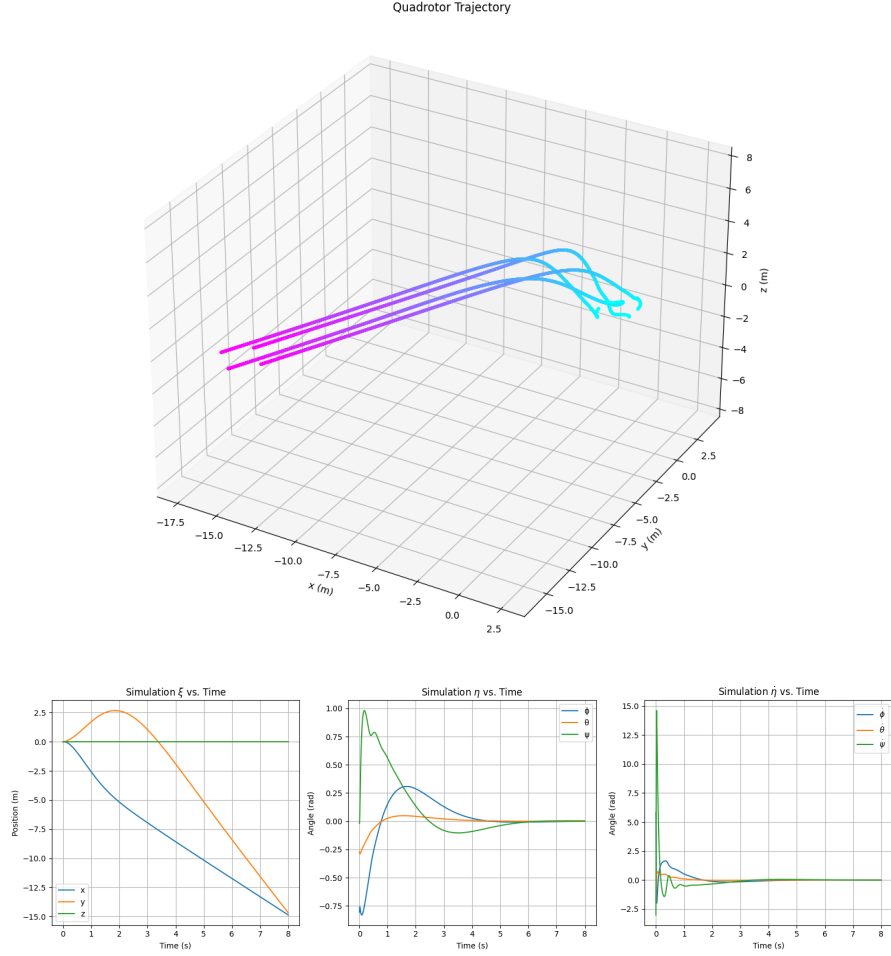 Quadrotor Trajectory
8
6
4
2
0
−2
−4
−6
−8
z (m)
2.5
0.0
−2.5
−5.0
−7.5
−10.0
−12.5
−15.0
y (m)
−17.5
−15.0
−12.5
−10.0
−7.5
−5.0
−2.5
0.0
2.5
x (m)
Simulation ξ vs. Time
2.5
0.0
−2.5
−5.0
−7.5
−10.0
−12.5
−15.0
Position (m)
x
y
z
0 1 2 3 4 5 6 7 8
Time (s)
Simulation η vs. Time
1.00
0.75
0.50
0.25
0.00
−0.25
−0.50
−0.75
Angle (rad)
ϕ
θ
ψ
0 1 2 3 4 5 6 7 8
Time (s)
Simulation η̇ vs. Time
15.0
12.5
10.0
7.5
5.0
2.5
0.0
−2.5
Angle (rad)
ϕ̇
θ̇
ψ̇
0 1 2 3 4 5 6 7 8
Time (s)